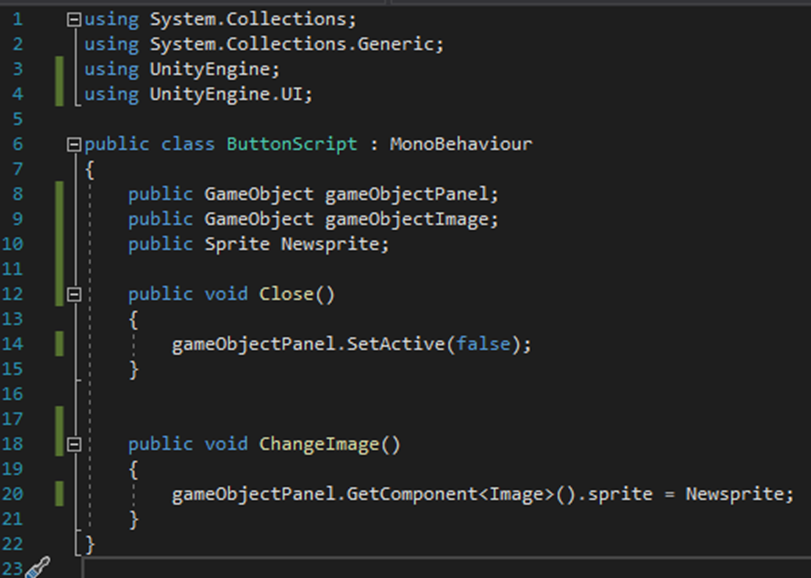 1 using System.Collections;
2 using System.Collections.Generic;
3 using UnityEngine;
4 using UnityEngine.UI;
5
6 public class ButtonScript : MonoBehaviour
7 {
8 public GameObject gameObjectPanel;
9 public GameObject gameObjectImage;
10 public Sprite Newsprite;
11
12 public void Close()
13 {
14 gameObjectPanel.SetActive(false);
15 }
16
17
18 public void ChangeImage()
19 {
20 gameObjectPanel.GetComponent<Image>().sprite = Newsprite;
21 }
22 }
23